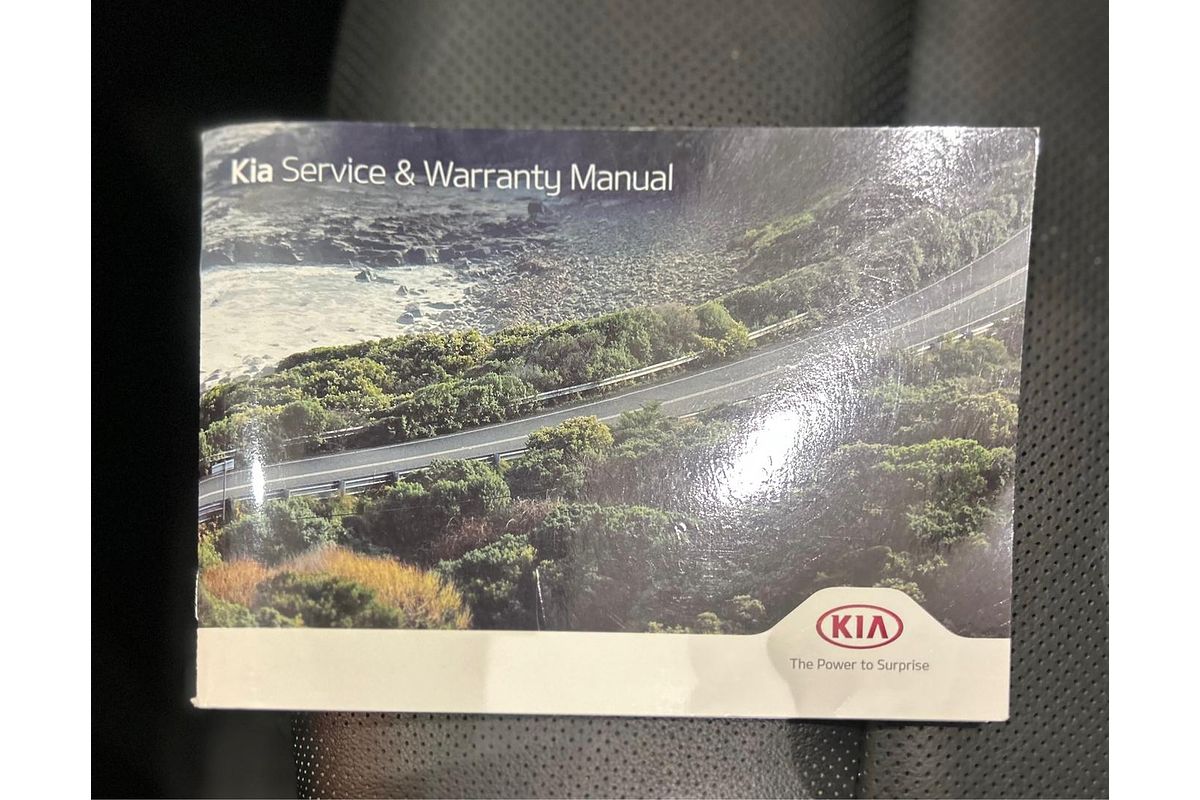 Kia Service & Warranty Manual
KIA
The Power to Surprise